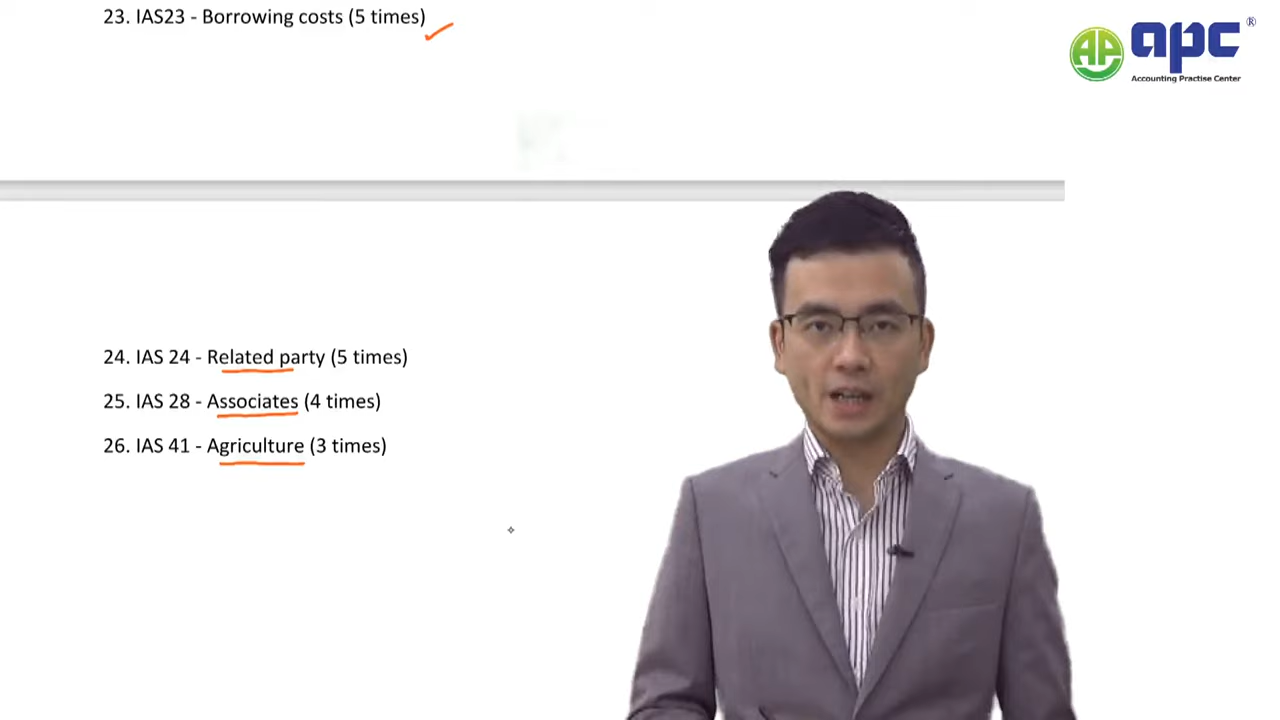 23. IAS23 - Borrowing costs (5 times)
AP apc ®
Accounting Practise Center
24. IAS 24 - Related party (5 times)
25. IAS 28 - Associates (4 times)
26. IAS 41 - Agriculture (3 times)